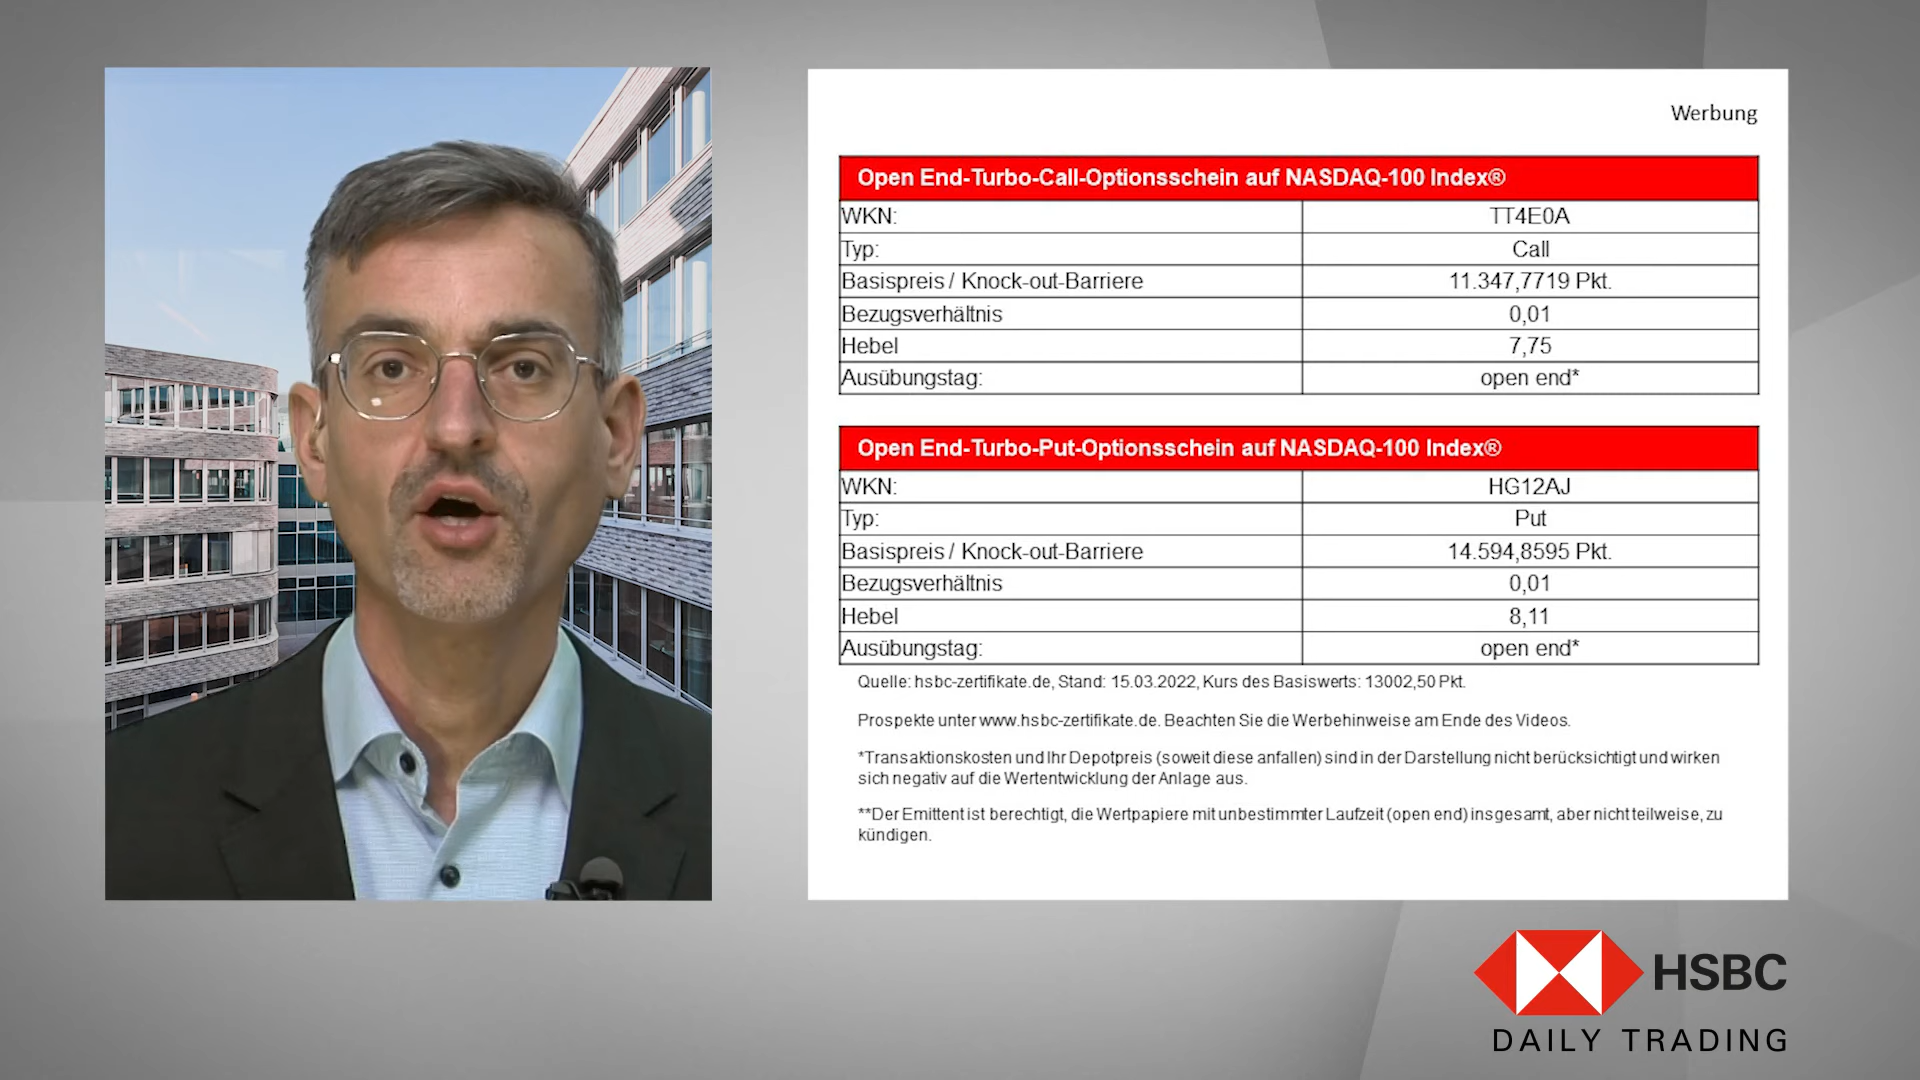 Werbung
Open End-Turbo-Call-Optionsschein auf NASDAQ-100 Index®
WKN: TT4E0A
Typ: Call
Basispreis / Knock-out-Barriere 11.347,7719 Pkt.
Bezugsverhältnis 0,01
Hebel 7,75
Ausübungstag: open end*
Open End-Turbo-Put-Optionsschein auf NASDAQ-100 Index®
WKN: HG12AJ
Typ: Put
Basispreis / Knock-out-Barriere 14.594,8595 Pkt.
Bezugsverhältnis 0,01
Hebel 8,11
Ausübungstag: open end*
Quelle: hsbc-zertifikate.de, Stand: 15.03.2022, Kurs des Basiswerts: 13002,50 Pkt.
Prospekte unter www.hsbc-zertifikate.de. Beachten Sie die Werbehinweise am Ende des Videos.
*Transaktionskosten und Ihr Depotpreis (soweit diese anfallen) sind in der Darstellung nicht berücksichtigt und wirken
sich negativ auf die Wertentwicklung der Anlage aus.
**Der Emittent ist berechtigt, die Wertpapiere mit unbestimmter Laufzeit (open end) insgesamt, aber nicht teilweise, zu
kündigen.
HSBC
DAILY TRADING